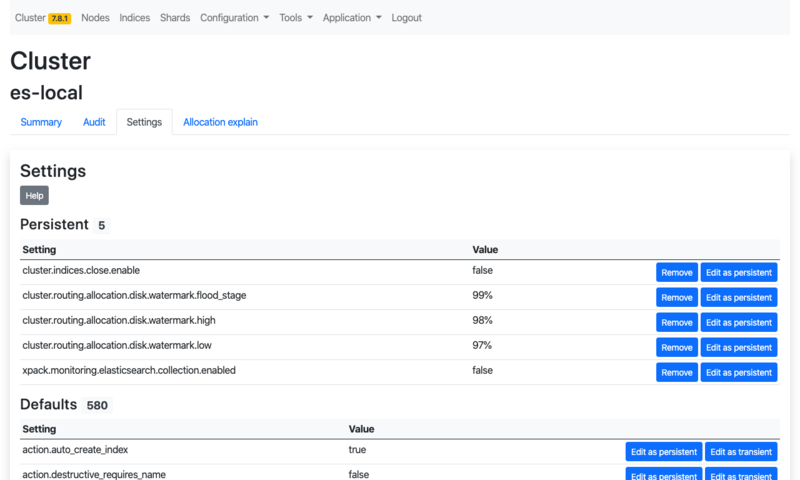 Cluster 7.8.1 Nodes Indices Shards Configuration Tools Application Logout
Cluster
es-local
Summary Audit Settings Allocation explain
Settings
Help
Persistent 5
Setting Value
cluster.indices.close.enable false Remove Edit as persistent
cluster.routing.allocation.disk.watermark.flood_stage 99% Remove Edit as persistent
cluster.routing.allocation.disk.watermark.high 98% Remove Edit as persistent
cluster.routing.allocation.disk.watermark.low 97% Remove Edit as persistent
xpack.monitoring.elasticsearch.collection.enabled false Remove Edit as persistent
Defaults 580
Setting Value
action.auto_create_index true Edit as persistent Edit as transient
action.destructive_requires_name false Edit as persistent Edit as transient